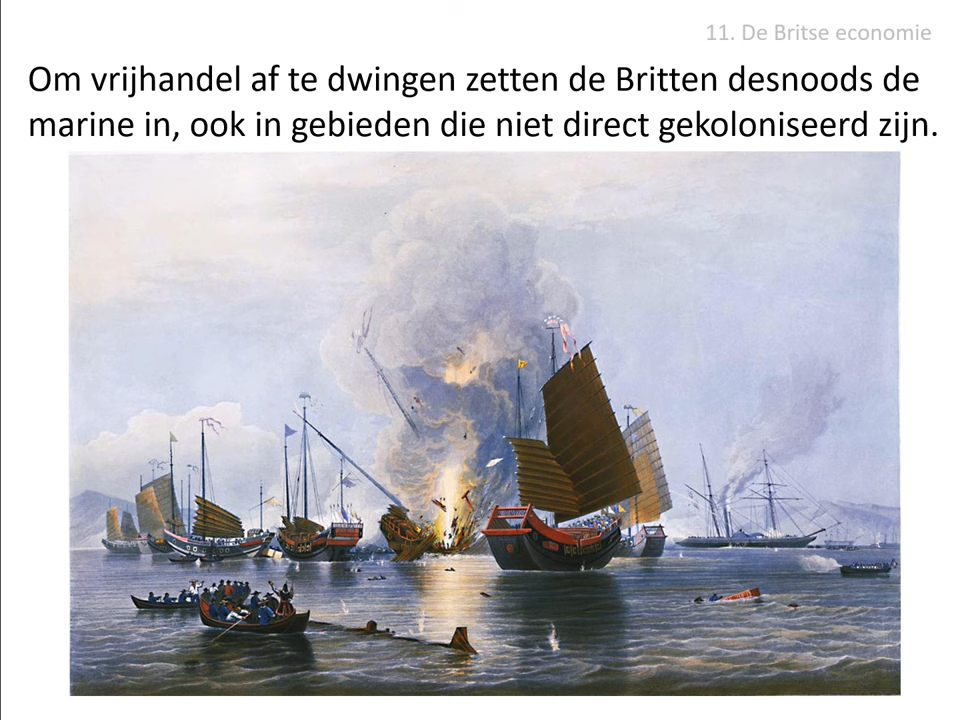 11. De Britse economie
Om vrijhandel af te dwingen zetten de Britten desnoods de
marine in, ook in gebieden die niet direct gekoloniseerd zijn.